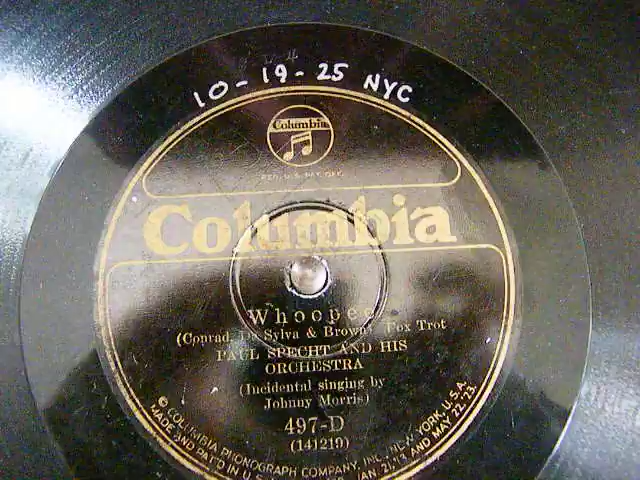 10-19-25 NYC
Columbia
REG. U.S. PAT. OFF.
Columbia
Whoopee
(Conrad, De Sylva & Brown) Fox Trot
PAUL SPECHT AND HIS
ORCHESTRA
(Incidental singing by
Johnny Morris)
497-D
(141219)
© COLUMBIA PHONOGRAPH COMPANY, INC., NEW YORK, U.S.A.
MADE AND PAT'D IN U.S. JAN. 21,'13 AND MAY 22,'23.